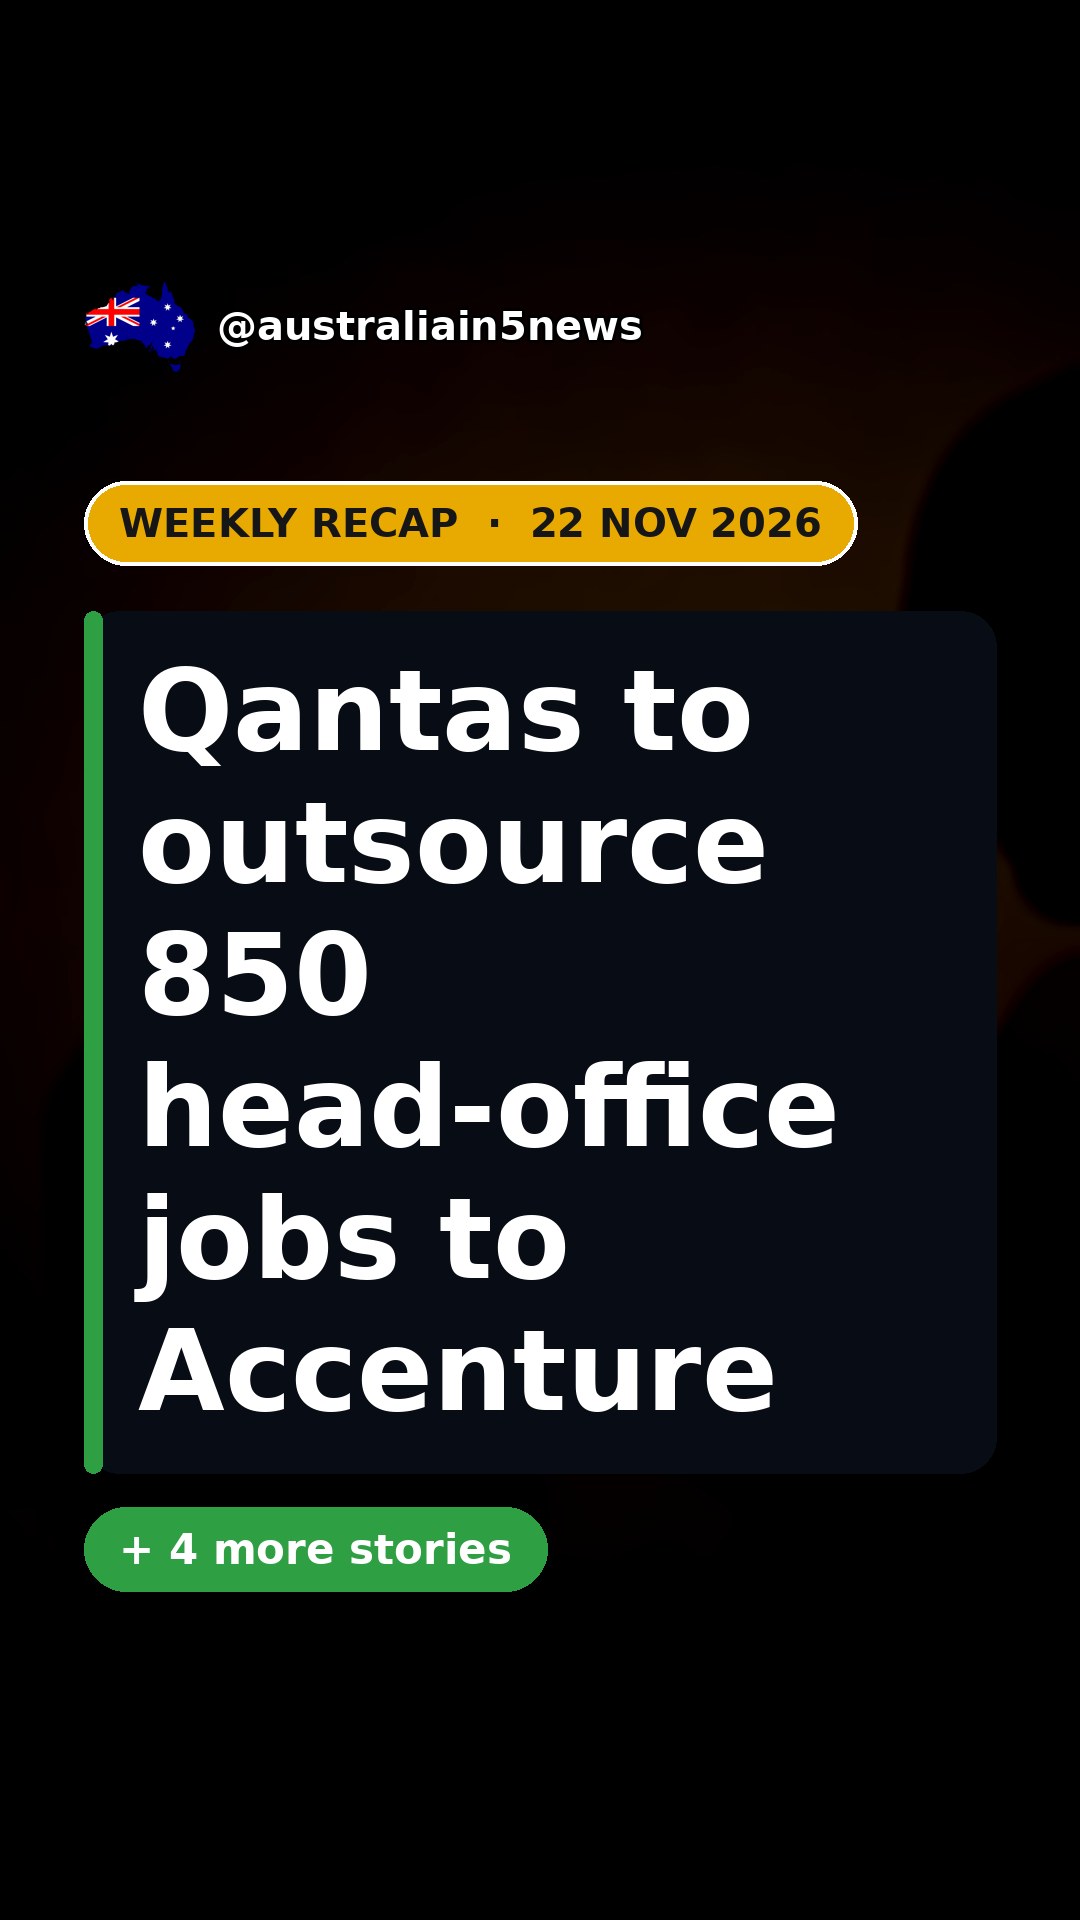 @australiain5news
WEEKLY RECAP · 22 NOV 2026
Qantas to
outsource
850
head-office
jobs to
Accenture
+ 4 more stories